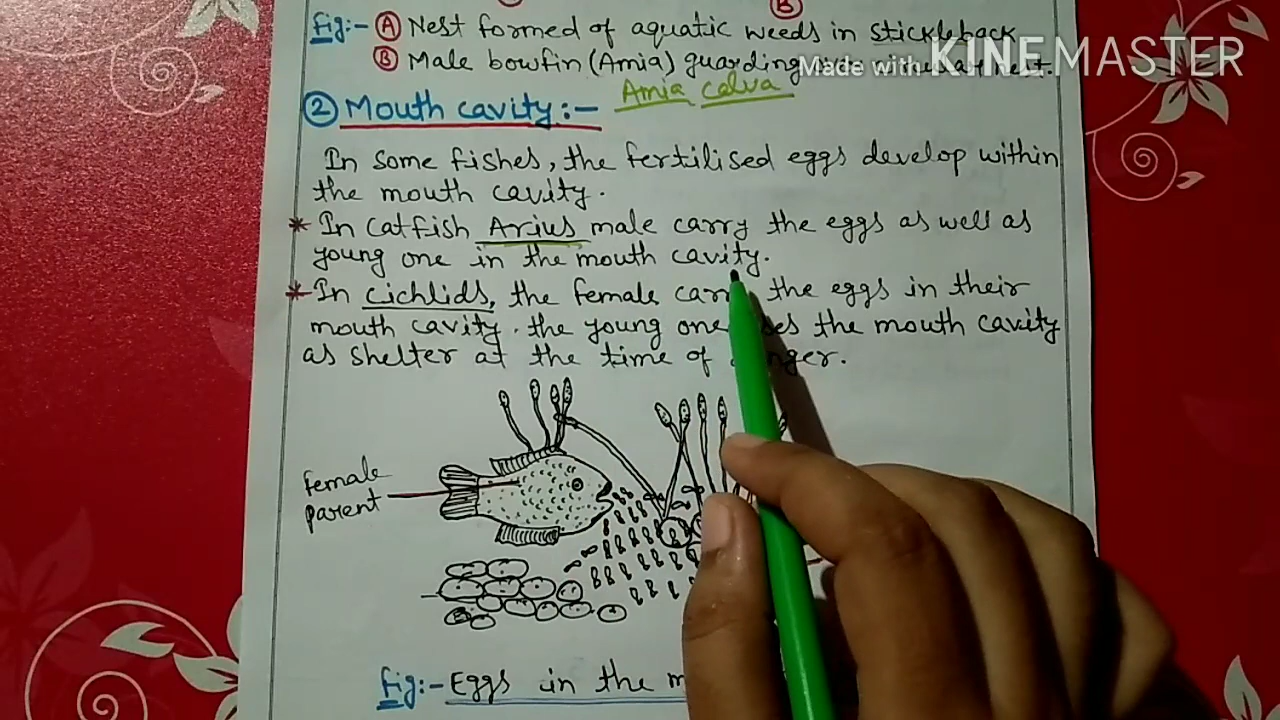 B
Fig:- A Nest formed of aquatic weeds in stickleback
B Male bowfin (Amia) guarding
Made with KINEMASTER
Amia calva
② Mouth cavity:-
In some fishes, the fertilised eggs develop within
the mouth cavity.
* In catfish Arius male carry the eggs as well as
young one in the mouth cavity.
* In cichlids, the female carry the eggs in their
mouth cavity. the young one the mouth cavity
as shelter at the time of
female
parent
Fig:- Eggs in the